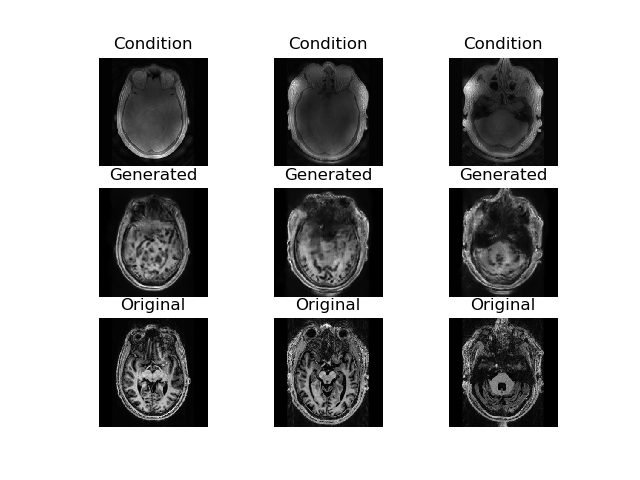 Condition Condition Condition
Generated Generated Generated
Original Original Original